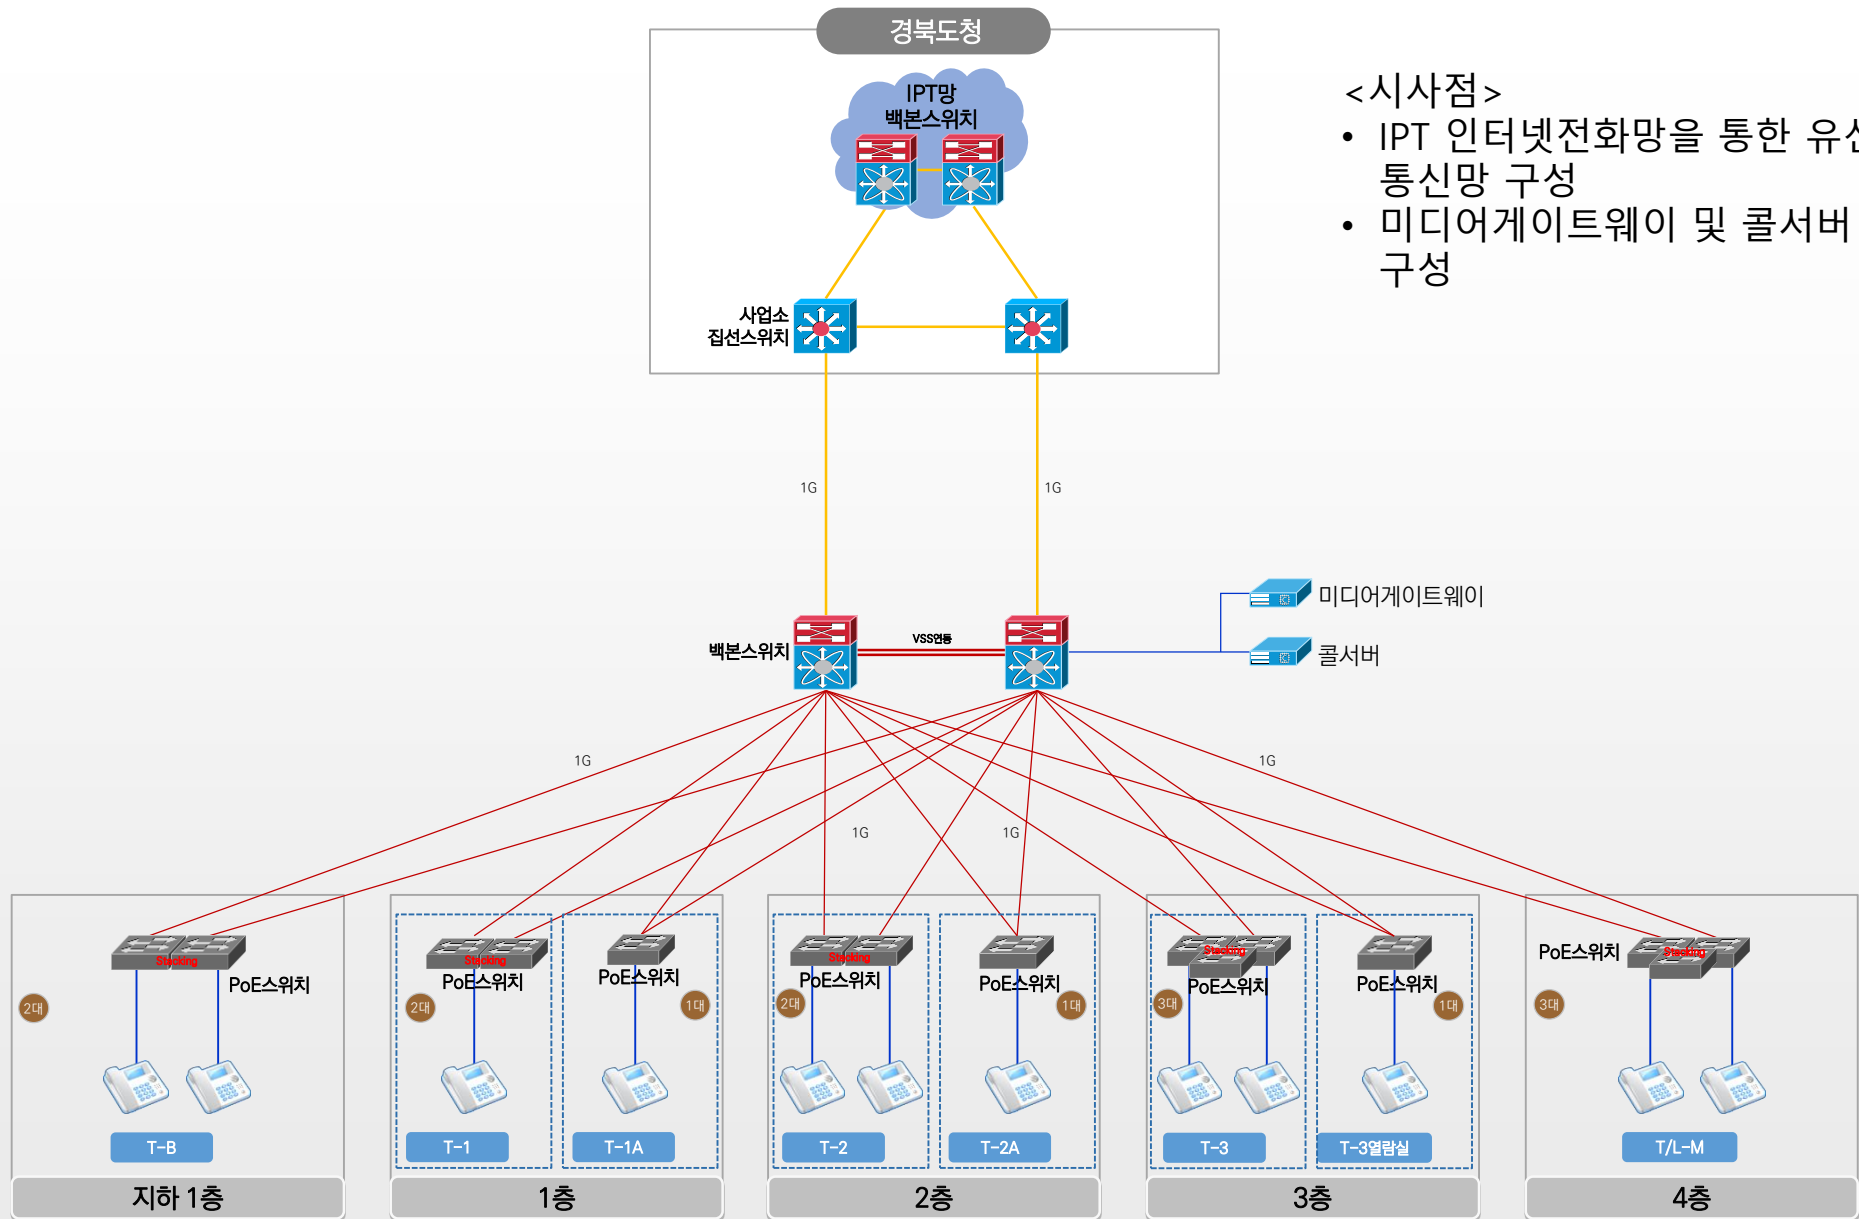 경북도청
IPT망
백본스위치
<시사점>
• IPT 인터넷전화망을 통한
통신망 구성
• 미디어게이트웨이 및 콜서버
구성
사업소
집선스위치
1G
1G
미디어게이트웨이
백본스위치
VSS연동
콜서버
1G
1G
1G
1G
Stacking
PoE스위치
2대
T-B
지하 1층
Stacking
PoE스위치
2대
T-1
PoE스위치
1대
T-1A
1층
Stacking
PoE스위치
2대
T-2
PoE스위치
1대
T-2A
2층
Stacking
PoE스위치
3대
T-3
PoE스위치
1대
T-3열람실
3층
PoE스위치
Stacking
3대
T/L-M
4층